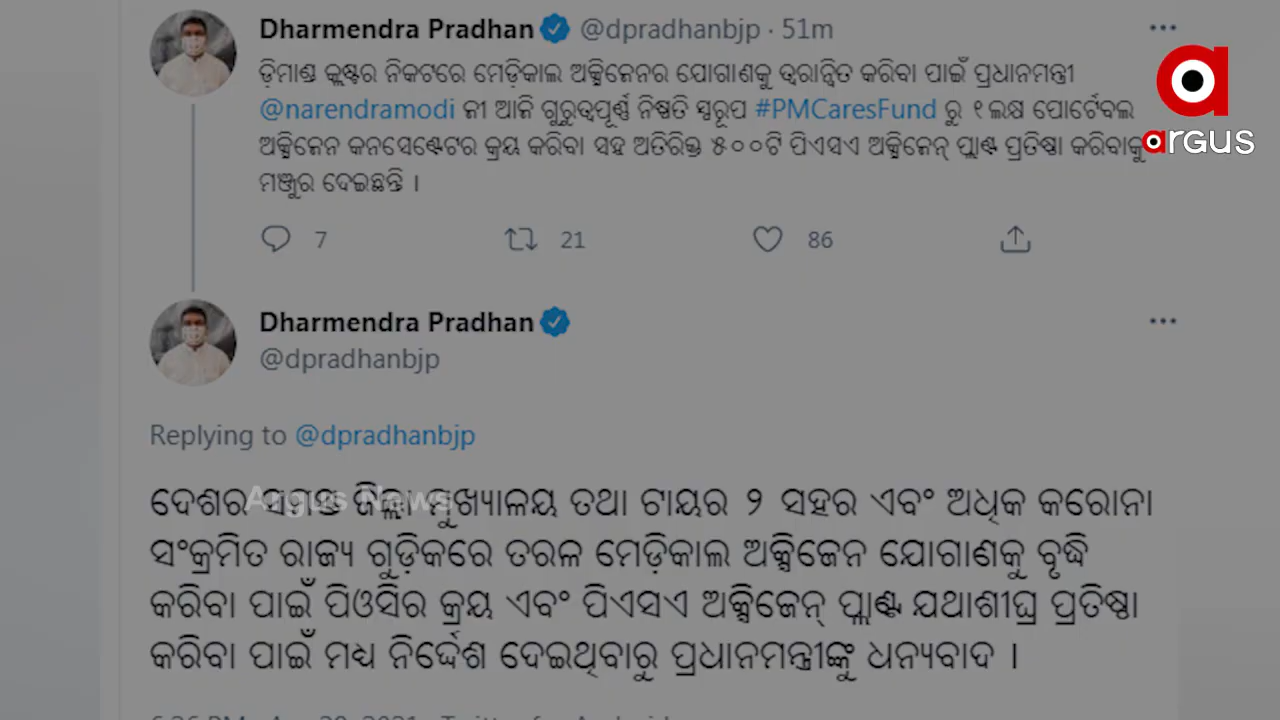 Dharmendra Pradhan @dpradhanbjp · 51m
ଡ଼ିମାଣ୍ଡ କ୍ଲଷ୍ଟର ନିକଟରେ ମେଡ଼ିକାଲ ଅକ୍ସିଜେନର ଯୋଗାଣକୁ ତ୍ୱରାନ୍ୱିତ କରିବା ପାଇଁ ପ୍ରଧାନମନ୍ତ୍ରୀ
@narendramodi ଜୀ ଆଜି ଗୁରୁତ୍ୱପୂର୍ଣ୍ଣ ନିଷ୍ପତି ସ୍ୱରୂପ #PMCaresFund ରୁ ୧ ଲକ୍ଷ ପୋର୍ଟେବଲ
ଅକ୍ସିଜେନ କନସେଣ୍ଟ୍ରେଟର କ୍ରୟ କରିବା ସହ ଅତିରିକ୍ତ ୫୦୦ଟି ପିଏସଏ ଅକ୍ସିଜେନ୍ ପ୍ଲାଣ୍ଟ ପ୍ରତିଷ୍ଠା କରିବାକୁ
ମଞ୍ଜୁର ଦେଇଛନ୍ତି ।
argus
7 21 86
Dharmendra Pradhan
@dpradhanbjp
Replying to @dpradhanbjp
Argus News
ଦେଶର ସମସ୍ତ ଜିଲ୍ଲା ମୁଖ୍ୟାଳୟ ତଥା ଟାୟର ୨ ସହର ଏବଂ ଅଧିକ କରୋନା
ସଂକ୍ରମିତ ରାଜ୍ୟ ଗୁଡ଼ିକରେ ତରଳ ମେଡ଼ିକାଲ ଅକ୍ସିଜେନ ଯୋଗାଣକୁ ବୃଦ୍ଧି
କରିବା ପାଇଁ ପିଓସିର କ୍ରୟ ଏବଂ ପିଏସଏ ଅକ୍ସିଜେନ୍ ପ୍ଲାଣ୍ଟ ଯଥାଶୀଘ୍ର ପ୍ରତିଷ୍ଠା
କରିବା ପାଇଁ ମଧ୍ୟ ନିର୍ଦ୍ଦେଶ ଦେଇଥିବାରୁ ପ୍ରଧାନମନ୍ତ୍ରୀଙ୍କୁ ଧନ୍ୟବାଦ ।